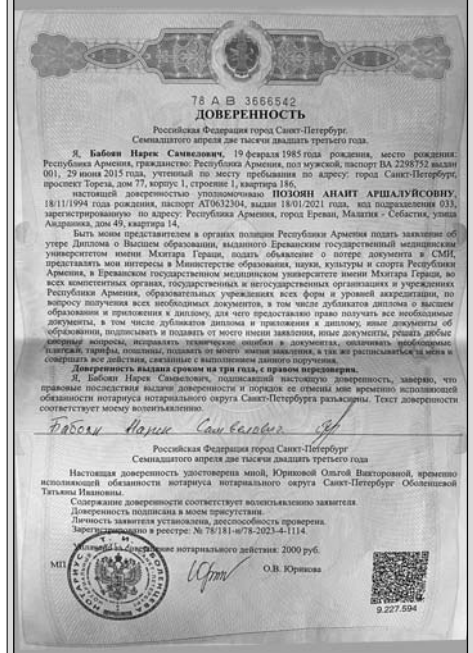 78 А В 3666542
ДОВЕРЕННОСТЬ
Российская Федерация город Санкт-Петербург.
Семнадцатого апреля две тысячи двадцать третьего года.
Я, Бабоян Нарек Самвелович, 19 февраля 1985 года рождения, место рождения:
Республика Армения, гражданство: Республика Армения, пол мужской, паспорт ВА 2298752 выдан
001, 29 июня 2015 года, учтенный по месту пребывания по адресу: город Санкт-Петербург,
проспект Тореза, дом 77, корпус 1, строение 1, квартира 186,
настоящей доверенностью уполномочиваю ПОЗОЯН АНАИТ АРШАЛУЙСОВНУ,
18/11/1994 года рождения, паспорт АТ0632304, выдан 18/01/2021 года, код подразделения 033,
зарегистрированную по адресу: Республика Армения, город Ереван, Малатия - Себастия, улица
Андраника, дом 49, квартира 14,
Быть моим представителем в органах полиции Республики Армения подать заявление об
утере Диплома о Высшем образовании, выданного Ереванским государственный медицинским
университетом имени Мхитара Гераци, подать объявление о потере документа в СМИ,
представлять мои интересы в Министерстве образования, науки, культуры и спорта Республики
Армения, в Ереванском государственном медицинском университете имени Мхитара Гераци, во
всех компетентных органах, государственных и негосударственных организациях и учреждениях
Республики Армения, образовательных учреждениях всех форм и уровней аккредитации, по
вопросу получения всех необходимых документов, в том числе дубликатов диплома о высшем
образовании и приложения к диплому, для чего предоставляю право получать все необходимые
документы, в том числе дубликатов диплома и приложения к диплому, иные документы об
образовании, подписывать и подавать от моего имени заявления, иные документы, решать любые
спорные вопросы, исправлять технические ошибки в документах, оплачивать необходимые
платежи, тарифы, пошлины, подавать от моего имени заявления, а так же расписываться за меня и
совершать все действия, связанные с выполнением данного поручения.
Доверенность выдана сроком на три года, с правом передоверия.
Я, Бабоян Нарек Самвелович, подписавший настоящую доверенность, заверяю, что
правовые последствия выдачи доверенности и порядок ее отмены мне временно исполняющей
обязанности нотариуса нотариального округа Санкт-Петербурга разъяснены. Текст доверенности
соответствует моему волеизъявлению.
Бабоян Нарек Самвелович
Российская Федерация город Санкт-Петербург
Семнадцатого апреля две тысячи двадцать третьего года
Настоящая доверенность удостоверена мной, Юриковой Ольгой Викторовной, временно
исполняющей обязанности нотариуса нотариального округа Санкт-Петербург Оболенцевой
Татьяны Ивановны.
Содержание доверенности соответствует волеизъявлению заявителя.
Доверенность подписана в моем присутствии.
Личность заявителя установлена, дееспособность проверена.
Зарегистрировано в реестре: № 78/181-н/78-2023-4-1114.
Уплачено за совершение нотариального действия: 2000 руб.
МП
О.В. Юрикова
9.227.594